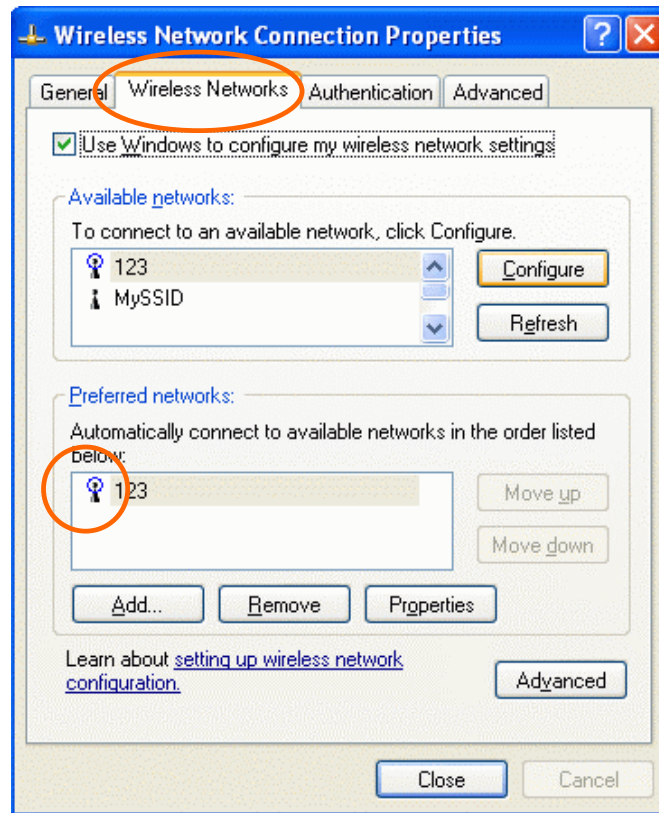 Wireless Network Connection Properties
General Wireless Networks Authentication Advanced
Use Windows to configure my wireless network settings
Available networks:
To connect to an available network, click Configure.
123
MySSID
Configure
Refresh
Preferred networks:
Automatically connect to available networks in the order listed
below:
123
Move up
Move down
Add... Remove Properties
Learn about setting up wireless network
configuration.
Advanced
Close Cancel